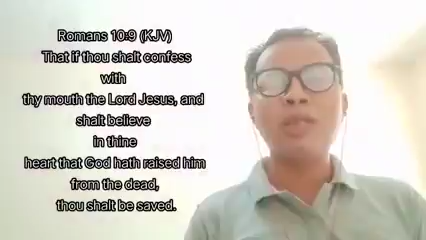 Romans 10:9 (KJV)
That if thou shalt confess
with
thy mouth the Lord Jesus, and
shalt believe
in thine
heart that God hath raised him
from the dead,
thou shalt be saved.